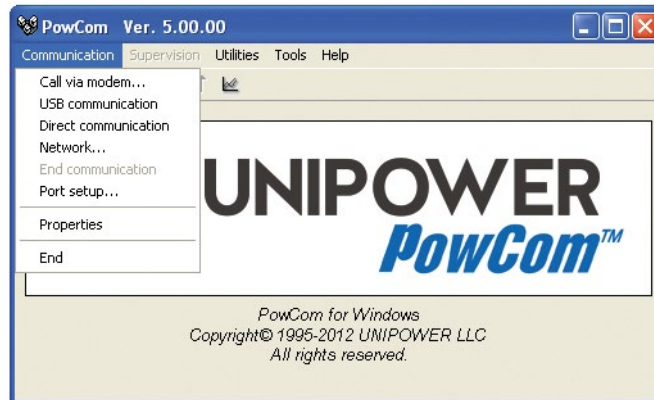 PowCom Ver. 5.00.00
Communication Supervision Utilities Tools Help
Call via modem...
USB communication
Direct communication
Network...
End communication
Port setup...
Properties
End
UNIPOWER
PowCom™
PowCom for Windows
Copyright© 1995-2012 UNIPOWER LLC
All rights reserved.